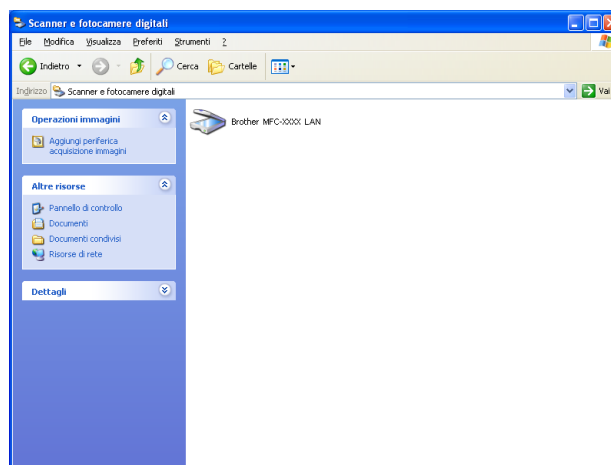 Scanner e fotocamere digitali
File Modifica Visualizza Preferiti Strumenti ?
Indietro Cerca Cartelle
Indirizzo Scanner e fotocamere digitali Vai
Operazioni immagini
Aggiungi periferica
acquisizione immagini
Altre risorse
Pannello di controllo
Documenti
Documenti condivisi
Risorse di rete
Dettagli
Brother MFC-XXXX LAN